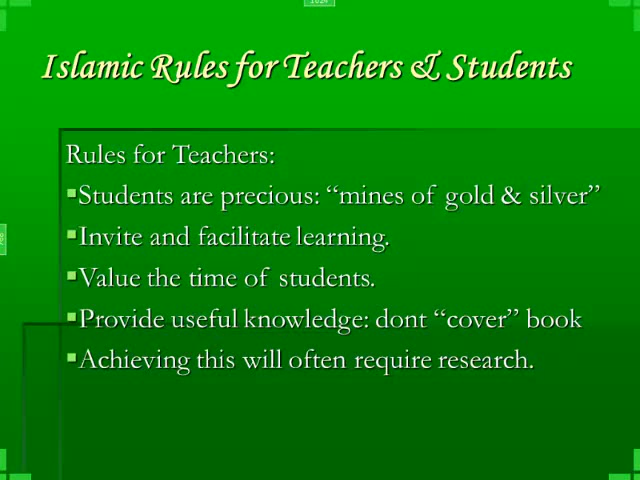 Islamic Rules for Teachers & Students
Rules for Teachers:
▪Students are precious: “mines of gold & silver”
▪Invite and facilitate learning.
▪Value the time of students.
▪Provide useful knowledge: dont “cover” book
▪Achieving this will often require research.